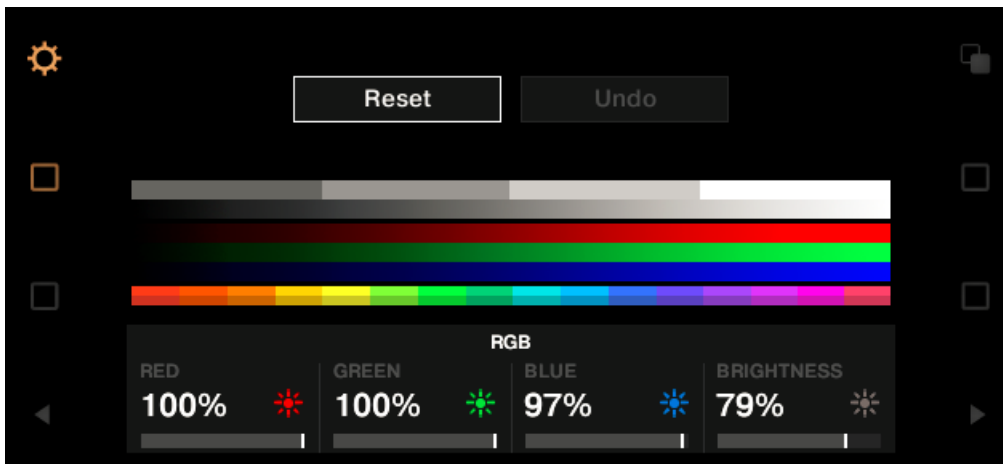 Reset Undo
RGB
RED GREEN BLUE BRIGHTNESS
100% 100% 97% 79%